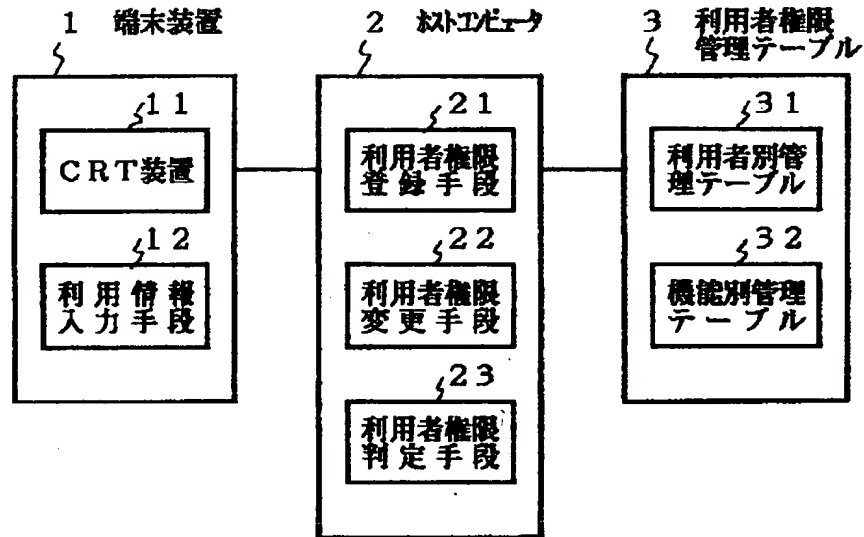 1 端末装置
11
CRT装置
12
利用情報
入力手段
2 ホストコンピュータ
21
利用者権限
登録手段
22
利用者権限
変更手段
23
利用者権限
判定手段
3 利用者権限
管理テーブル
31
利用者別管
理テーブル
32
機能別管理
テーブル